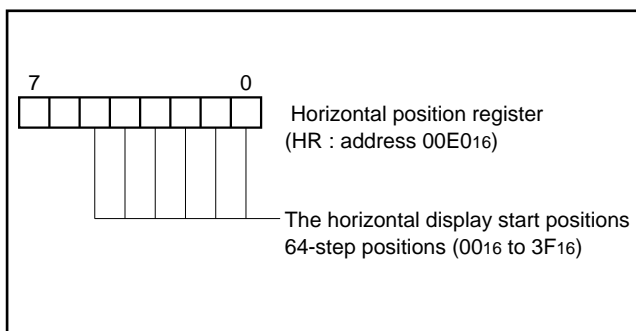 7 0
Horizontal position register
(HR : address 00E016)
The horizontal display start positions
64-step positions (0016 to 3F16)